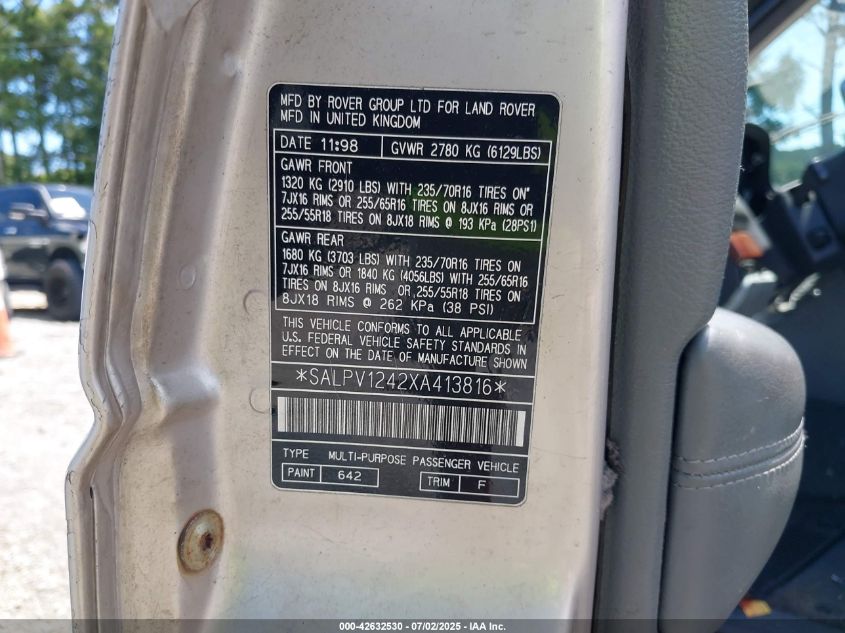 MFD BY ROVER GROUP LTD FOR LAND ROVER
MFD IN UNITED KINGDOM
DATE 11:98 GVWR 2780 KG (6129LBS)
GAWR FRONT
1320 KG (2910 LBS) WITH 235/70R16 TIRES ON"
7JX16 RIMS OR 255/65R16 TIRES ON 8JX16 RIMS OR
255/55R18 TIRES ON 8JX18 RIMS @ 193 KPa (28PSI)
GAWR REAR
1680 KG (3703 LBS) WITH 235/70R16 TIRES ON
7JX16 RIMS OR 1840 KG (4056LBS) 255/65R16
TIRES ON 8JX16 RIMS OR 255/55R18 TIRES ON
8JX18 RIMS @ 262 KPa (38 PSI)
THIS VEHICLE CONFORMS TO ALL APPLICABLE
U.S. FEDERAL VEHICLE SAFETY STANDARDS IN
EFFECT ON THE DATE OF MANUFACTURE SHOWN
*SALPV1242XA413816*
TYPE MULTI-PURPOSE PASSENGER VEHICLE
PAINT 642 TRIM F
000-42632530 - 07/02/2025 - IAA Inc.